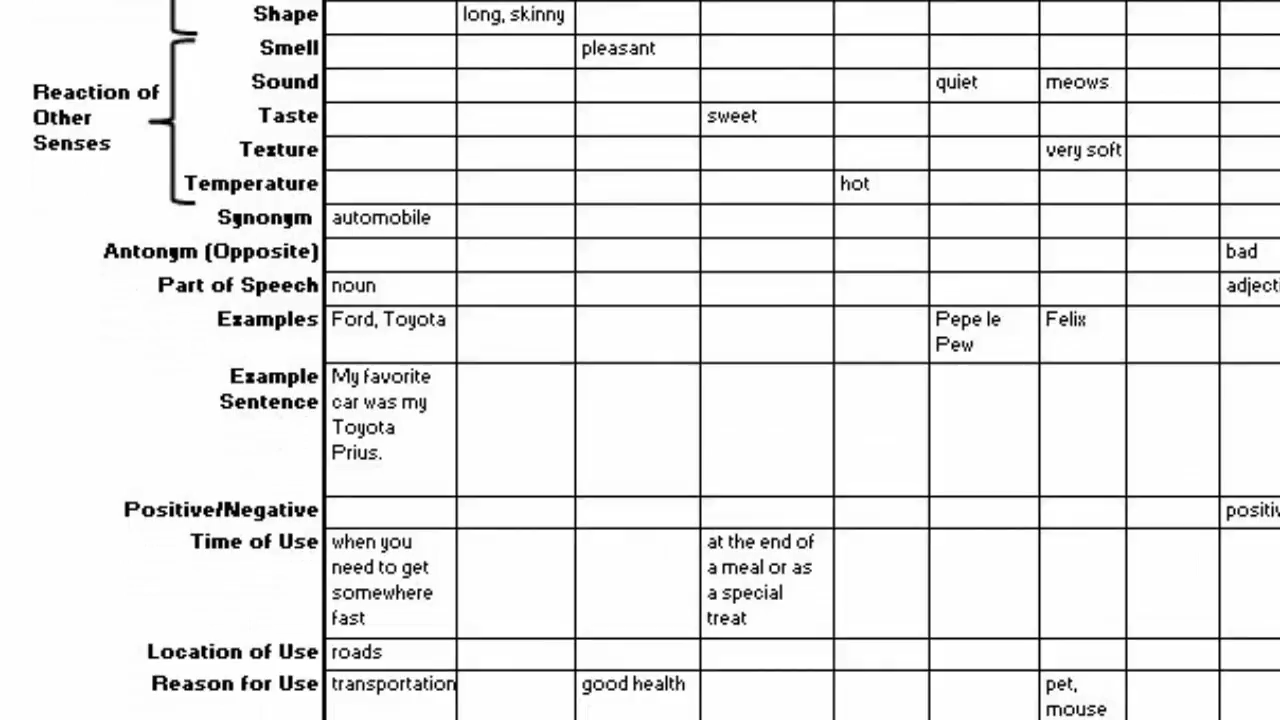 Shape long, skinny
Smell pleasant
Sound quiet meows
Reaction of
Other
Senses
Taste sweet
Texture very soft
Temperature hot
Synonym automobile
Antonym (Opposite) bad
Part of Speech noun adjecti
Examples Ford, Toyota Pepe le Felix
Pew
Example My favorite
Sentence car was my
Toyota
Prius.
Positive/Negative positiv
Time of Use when you at the end of
need to get a meal or as
somewhere a special
fast treat
Location of Use roads
Reason for Use transportation good health pet,
mouse